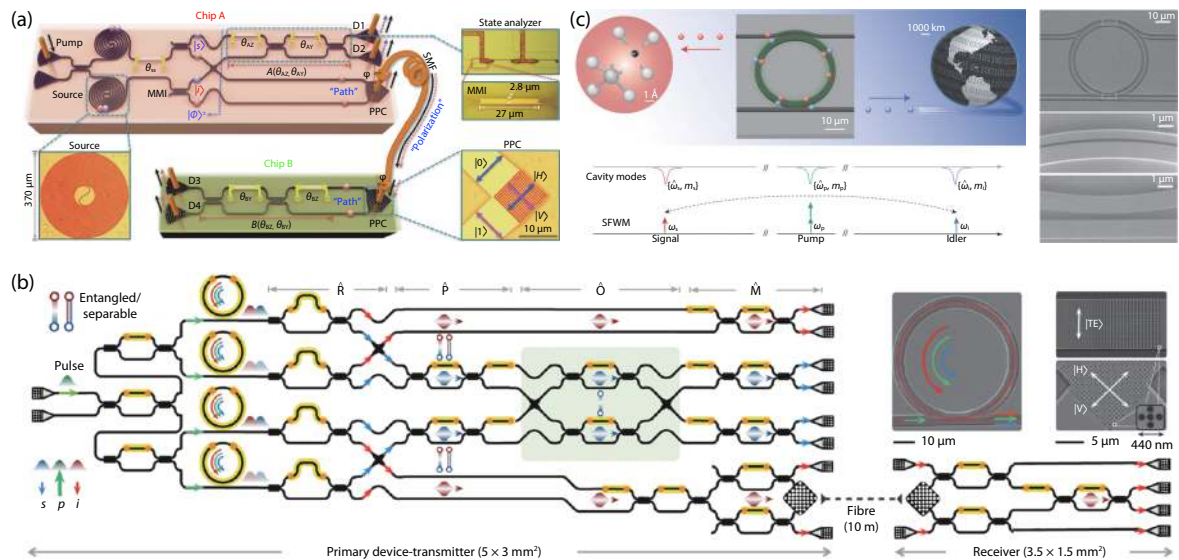 (a)
Pump
θss
|s⟩
θAZ
θAY
D1
D2
A(θAZ, θAY)
Source
MMI
|i⟩
|Φ⟩
"Path"
φ
PPC
SMF
"Polarization"
State analyzer
MMI
2.8 μm
27 μm
Source
370 μm
Chip A
Chip B
D3
D4
θBY
θBZ
"Path"
φ
PPC
B(θBZ, θBY)
PPC
|0⟩
|H⟩
|V⟩
|1⟩
10 μm
(c)
1 Å
10 μm
1000 km
10 μm
1 μm
1 μm
Cavity modes
{ω̂s, ms}
{ω̂p, mp}
SFWM
ωs
ωp
ωi
Signal
Pump
Idler
(b)
Entangled/
separable
R̂
P̂
Ô
M̂
Pulse
s
p
i
Fibre
(10 m)
Primary device-transmitter (5 × 3 mm²)
Receiver (3.5 × 1.5 mm²)
10 μm
|TE⟩
|H⟩
|V⟩
5 μm
440 nm